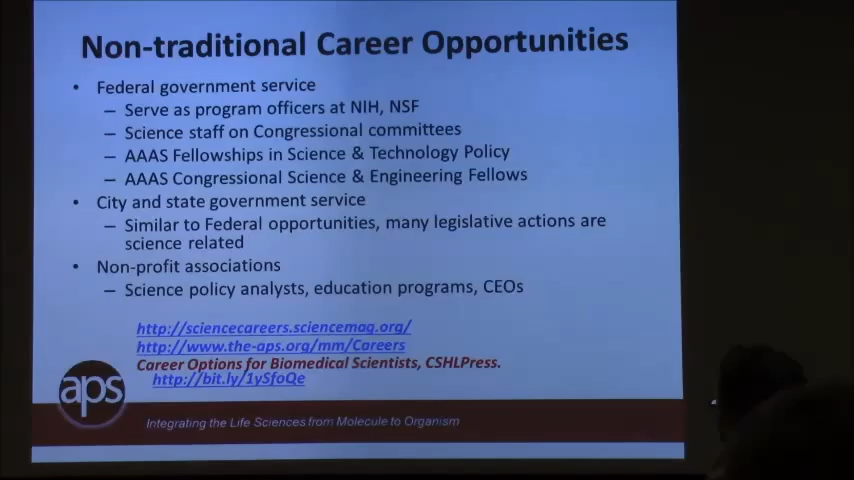 Non-traditional Career Opportunities
• Federal government service
– Serve as program officers at NIH, NSF
– Science staff on Congressional committees
– AAAS Fellowships in Science & Technology Policy
– AAAS Congressional Science & Engineering Fellows
• City and state government service
– Similar to Federal opportunities, many legislative actions are
science related
• Non-profit associations
– Science policy analysts, education programs, CEOs
http://sciencecareers.sciencemag.org/
http://www.the-aps.org/mm/Careers
Career Options for Biomedical Scientists, CSHLPress.
http://bit.ly/1ySfoQe
aps
Integrating the Life Sciences from Molecule to Organism